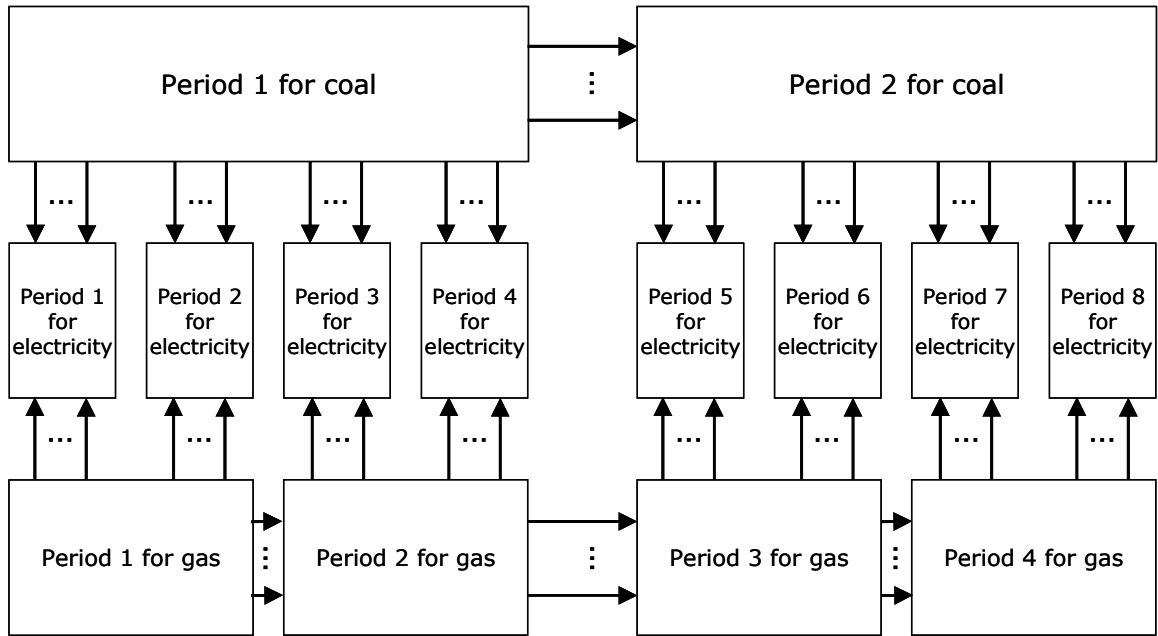 Period 1 for coal
Period 2 for coal
Period 1
for
electricity
Period 2
for
electricity
Period 3
for
electricity
Period 4
for
electricity
Period 5
for
electricity
Period 6
for
electricity
Period 7
for
electricity
Period 8
for
electricity
Period 1 for gas
Period 2 for gas
Period 3 for gas
Period 4 for gas